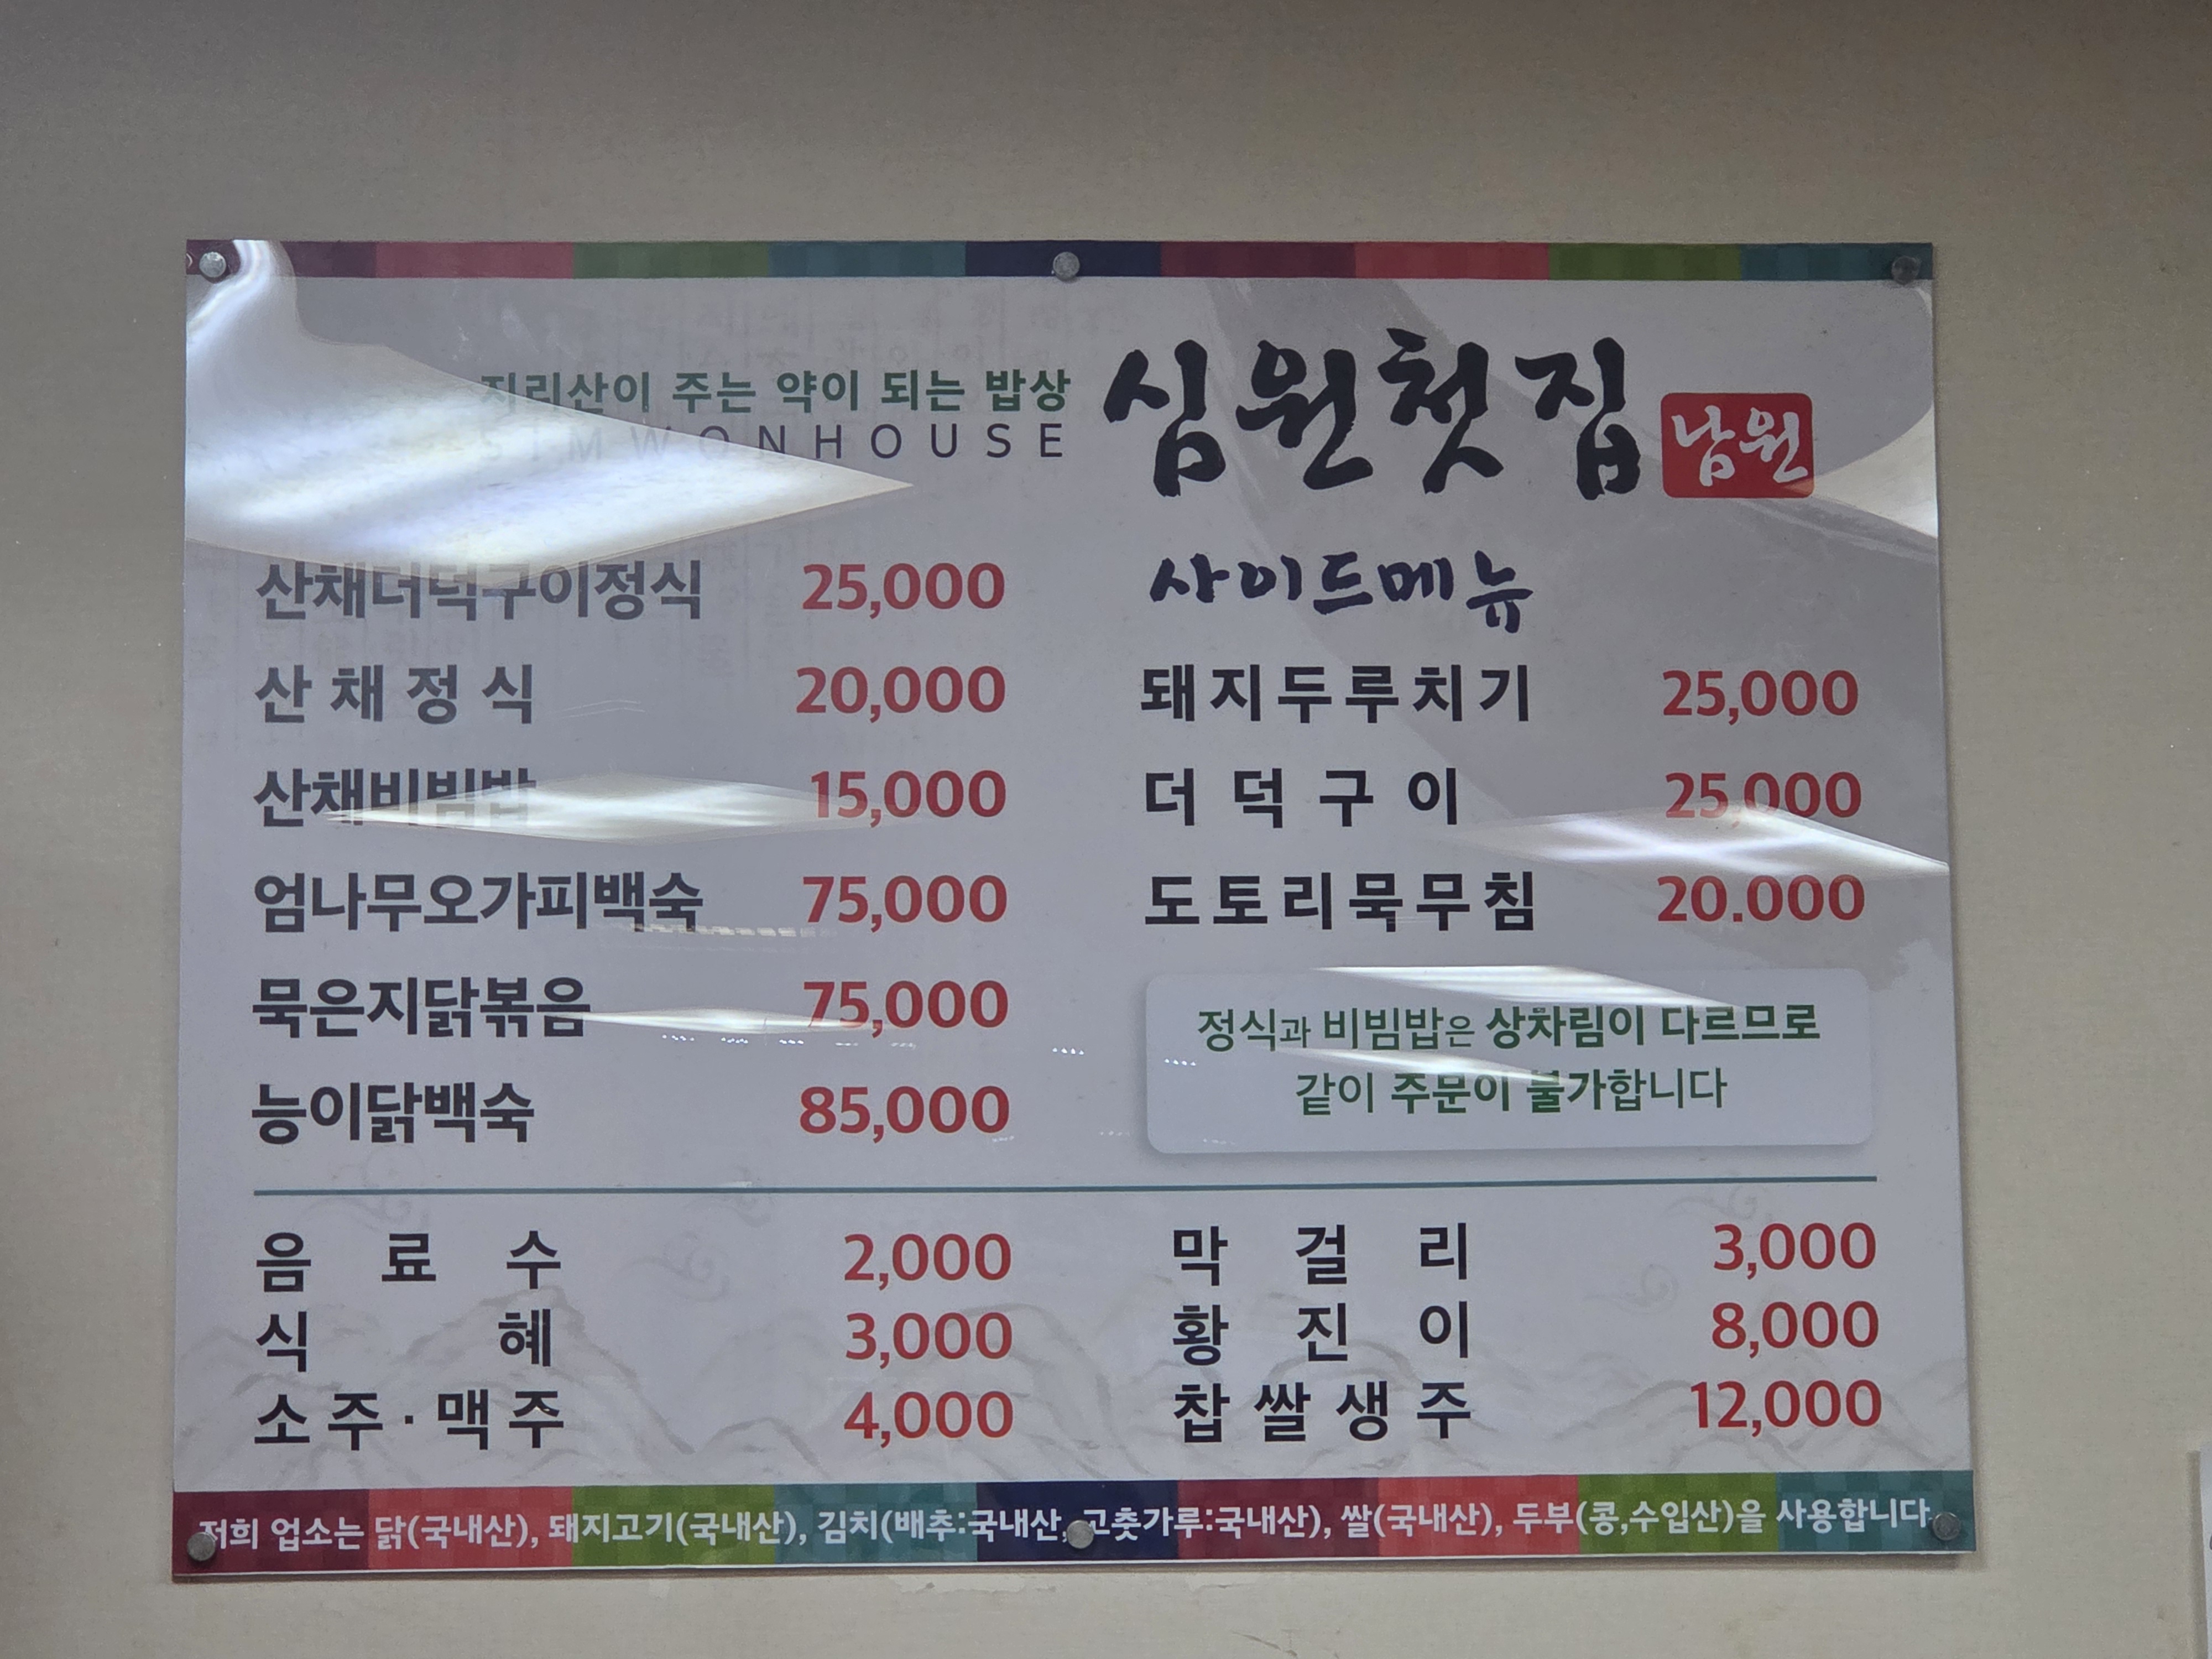 지리산이 주는 약이 되는 밥상
SIMWONHOUSE
심원첫집
남원
산채더덕구이정식 25,000
산채정식 20,000
산채비빔밥 15,000
엄나무오가피백숙 75,000
묵은지닭볶음 75,000
능이닭백숙 85,000
사이드메뉴
돼지두루치기 25,000
더덕구이 25,000
도토리묵무침 20.000
정식과 비빔밥은 상차림이 다르므로
같이 주문이 불가합니다
음료수 2,000
식혜 3,000
소주·맥주 4,000
막걸리 3,000
황진이 8,000
찹쌀생주 12,000
저희 업소는 닭(국내산), 돼지고기(국내산), 김치(배추:국내산, 고춧가루:국내산), 쌀(국내산), 두부(콩,수입산)을 사용합니다